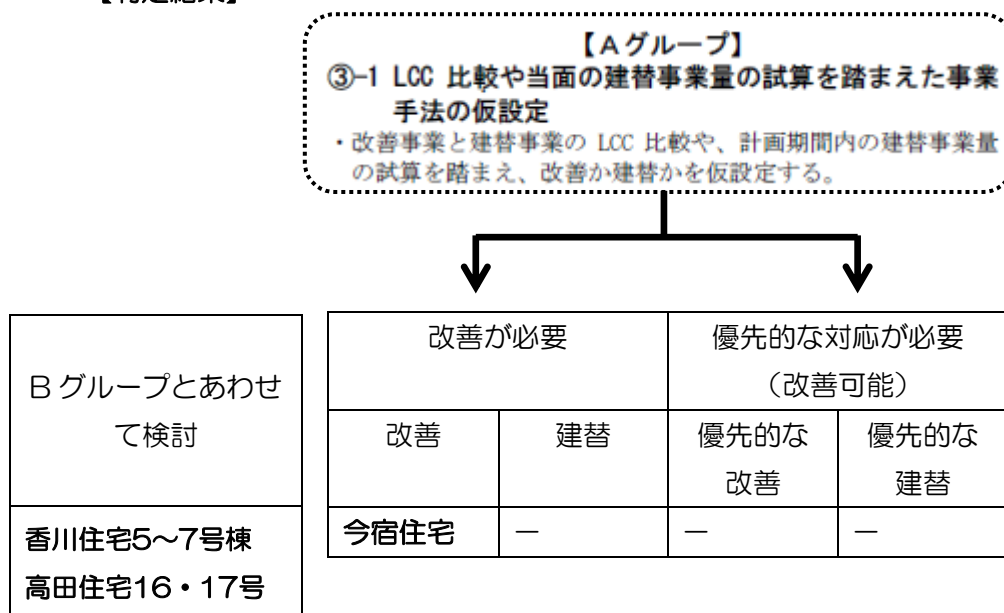 【Aグループ】
③-1 LCC 比較や当面の建替事業量の試算を踏まえた事業
手法の仮設定
・改善事業と建替事業の LCC 比較や、計画期間内の建替事業量
の試算を踏まえ、改善か建替かを仮設定する。
Bグループとあわせ
て検討
香川住宅5~7号棟
高田住宅16・17号
改善が必要
優先的な対応が必要
(改善可能)
改善
建替
優先的な
改善
優先的な
建替
今宿住宅
－
－
－